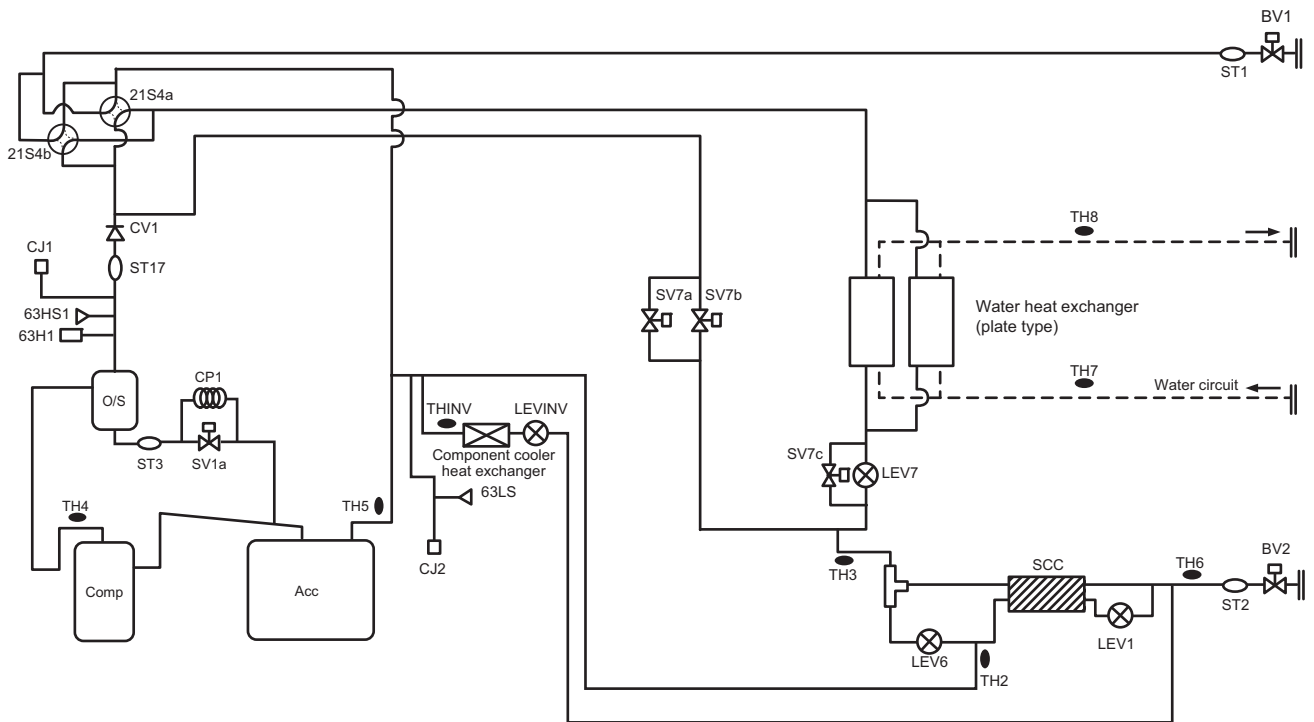 BV1
ST1
21S4a
21S4b
CV1
CJ1
ST17
63HS1
63H1
O/S
CP1
ST3
SV1a
TH4
Comp
Acc
TH5
THINV
LEVINV
Component cooler
heat exchanger
63LS
CJ2
SV7a
SV7b
TH8
Water heat exchanger
(plate type)
TH7
Water circuit
SV7c
LEV7
TH3
SCC
TH6
BV2
ST2
LEV1
LEV6
TH2